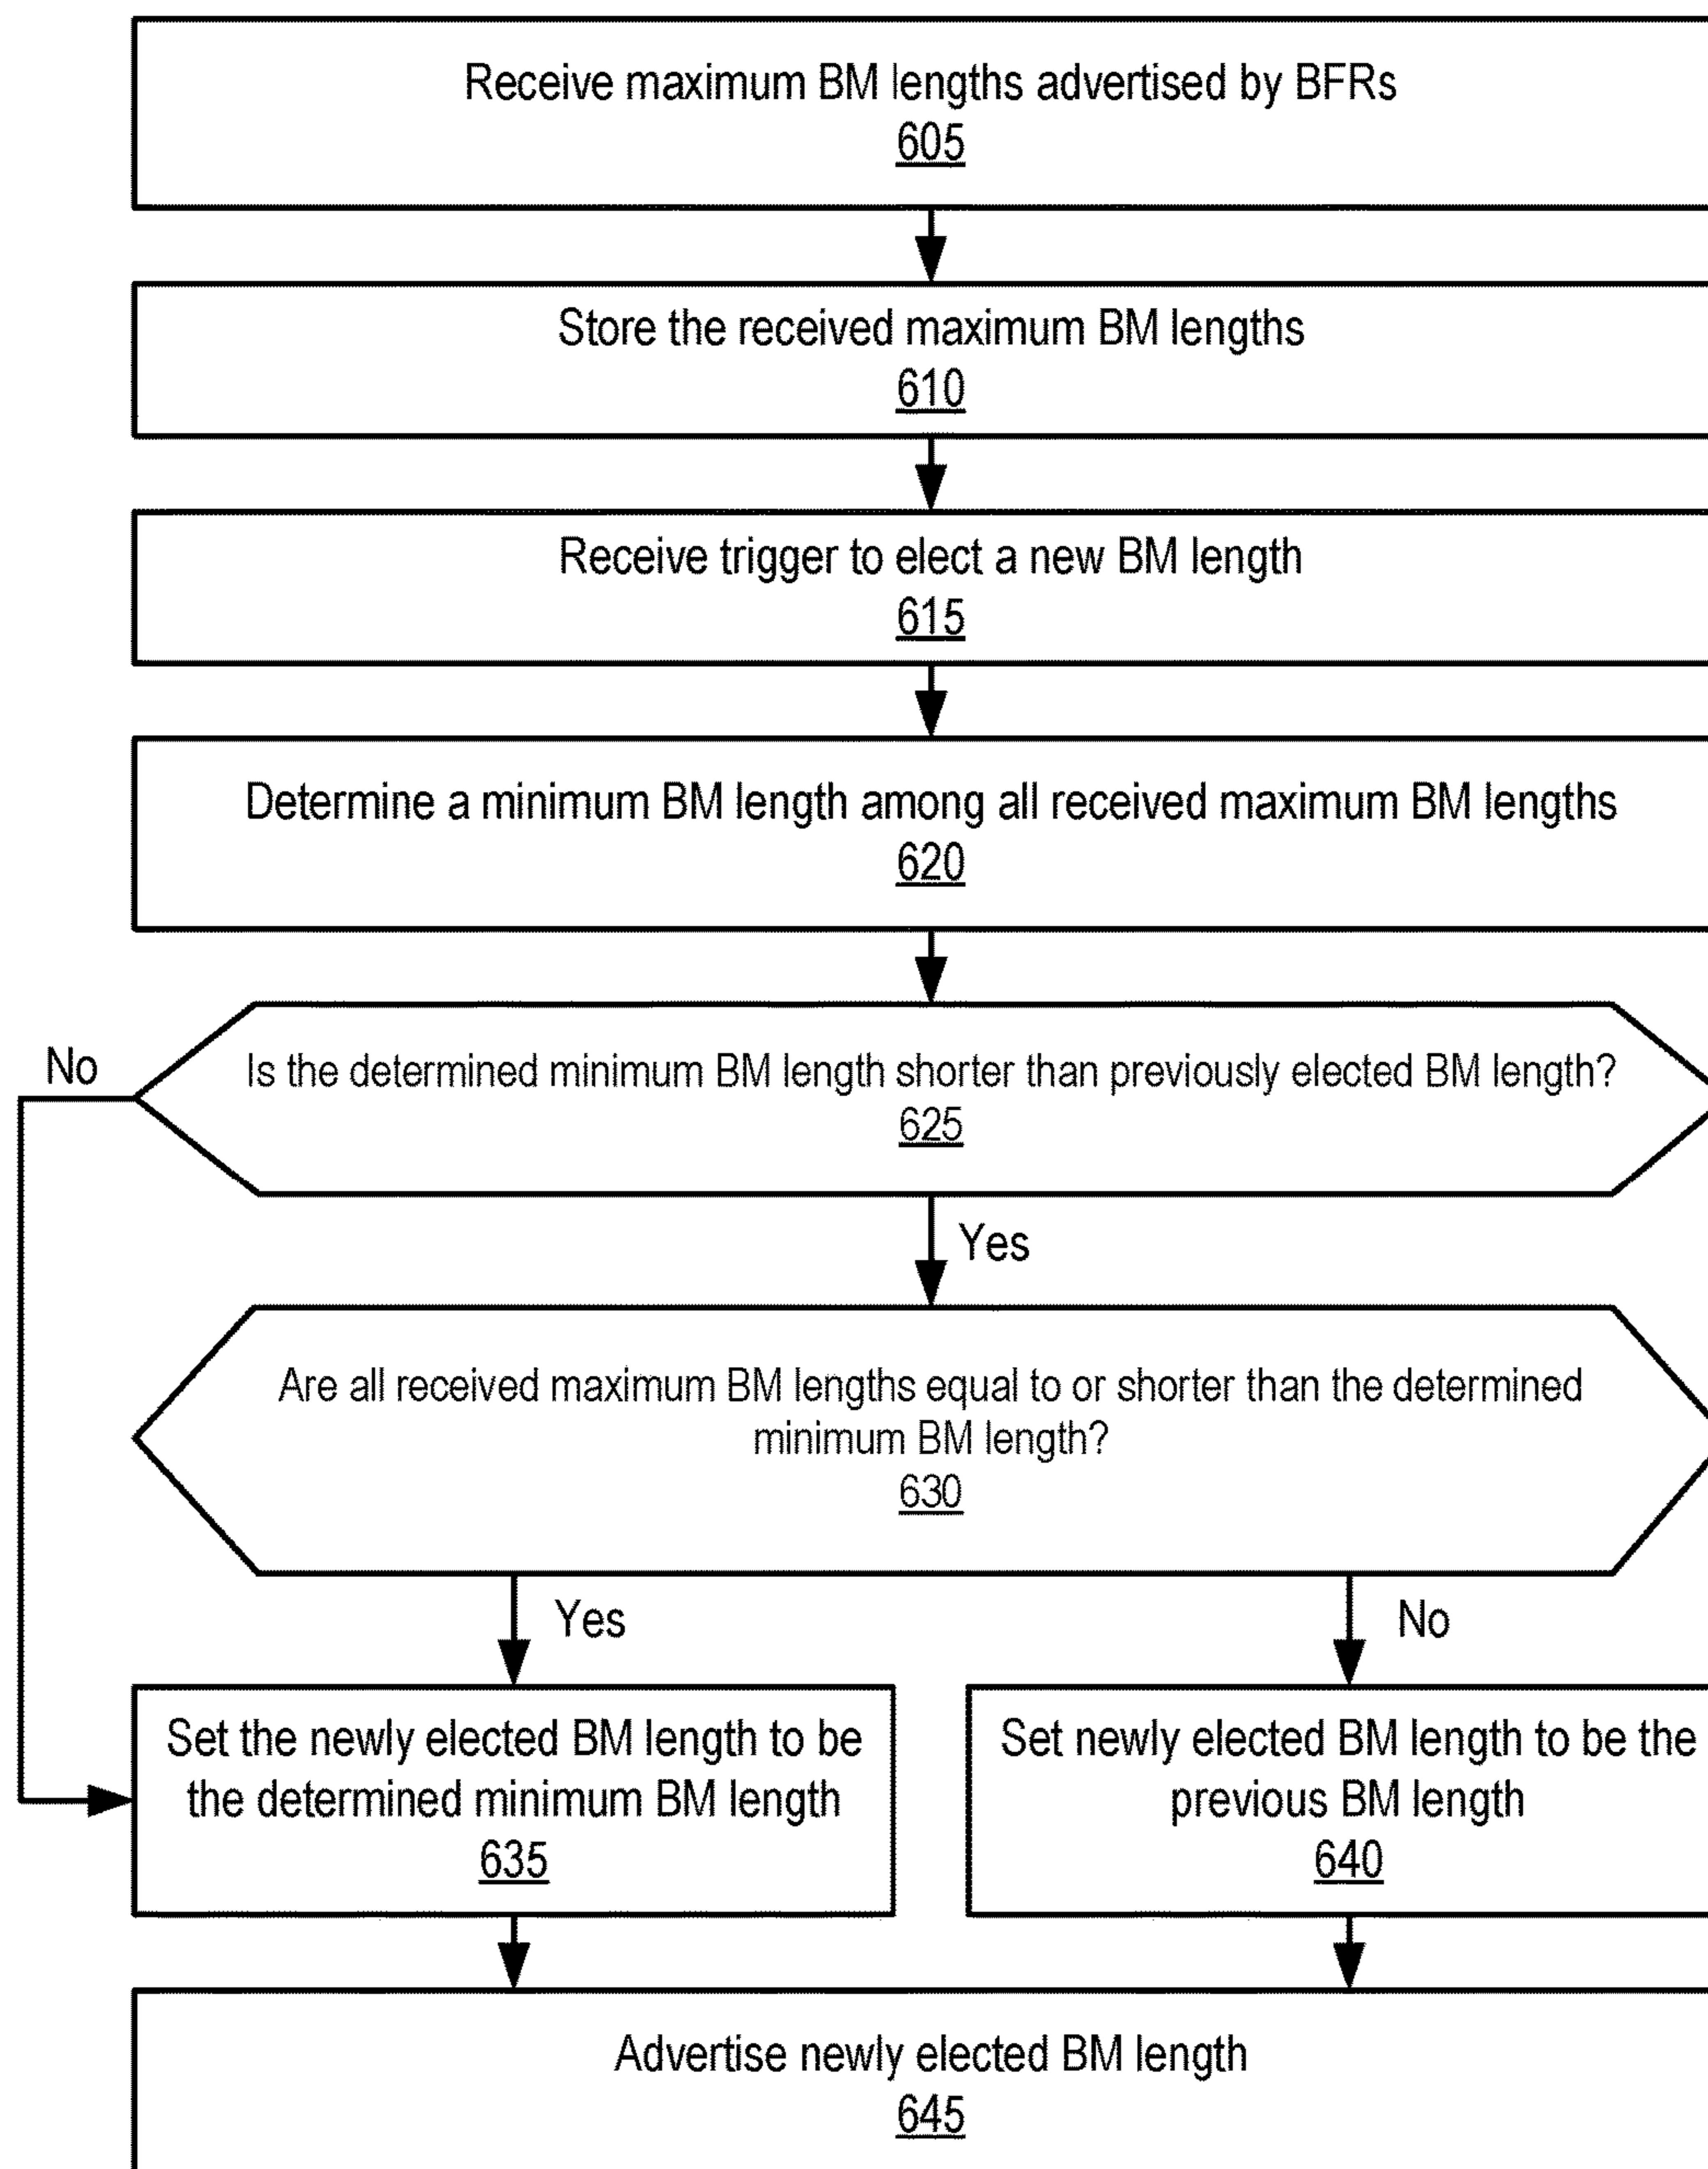 Receive maximum BM lengths advertised by BFRs
605
Store the received maximum BM lengths
610
Receive trigger to elect a new BM length
615
Determine a minimum BM length among all received maximum BM lengths
620
No
Is the determined minimum BM length shorter than previously elected BM length?
625
Yes
Are all received maximum BM lengths equal to or shorter than the determined
minimum BM length?
630
Yes
No
Set the newly elected BM length to be
the determined minimum BM length
635
Set newly elected BM length to be the
previous BM length
640
Advertise newly elected BM length
645